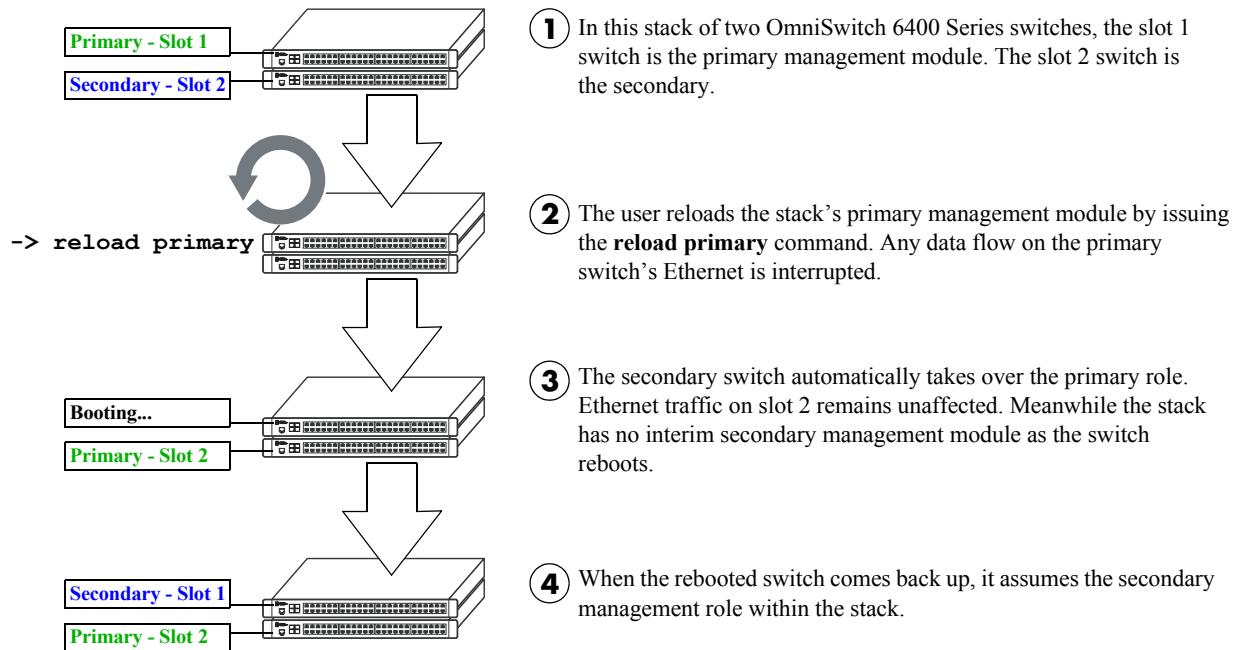 Primary - Slot 1
Secondary - Slot 2
1 In this stack of two OmniSwitch 6400 Series switches, the slot 1
switch is the primary management module. The slot 2 switch is
the secondary.
-> reload primary
2 The user reloads the stack’s primary management module by issuing
the reload primary command. Any data flow on the primary
switch’s Ethernet is interrupted.
Booting...
Primary - Slot 2
3 The secondary switch automatically takes over the primary role.
Ethernet traffic on slot 2 remains unaffected. Meanwhile the stack
has no interim secondary management module as the switch
reboots.
Secondary - Slot 1
Primary - Slot 2
4 When the rebooted switch comes back up, it assumes the secondary
management role within the stack.